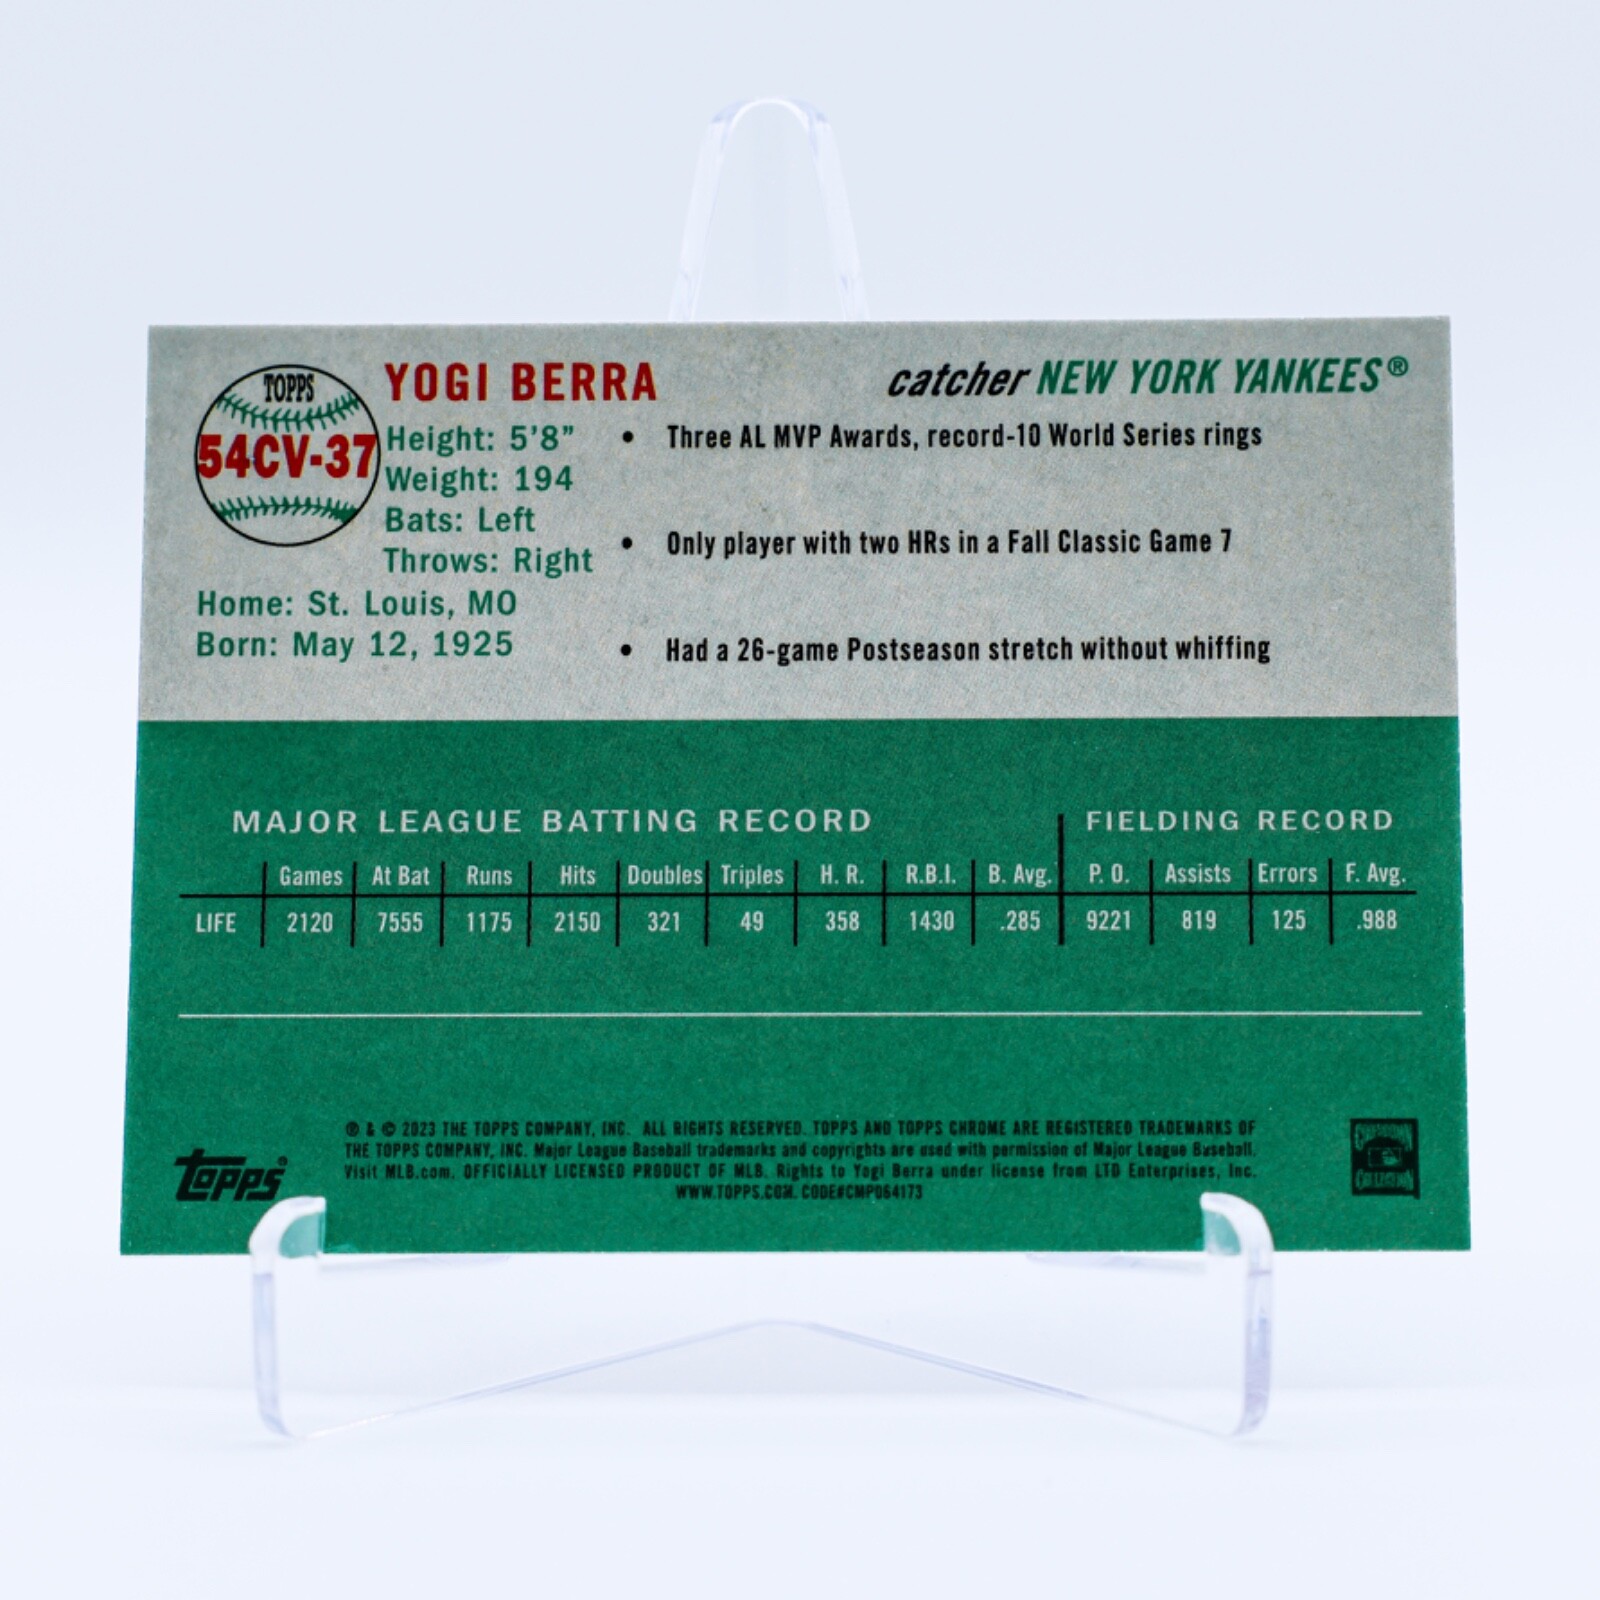 TOPPS
54CV-37
YOGI BERRA
catcher NEW YORK YANKEES®
Height: 5'8”
Weight: 194
Bats: Left
Throws: Right
Home: St. Louis, MO
Born: May 12, 1925
• Three AL MVP Awards, record-10 World Series rings
• Only player with two HRs in a Fall Classic Game 7
• Had a 26-game Postseason stretch without whiffing
MAJOR LEAGUE BATTING RECORD FIELDING RECORD
Games At Bat Runs Hits Doubles Triples H. R. R.B.I. B. Avg. P. O. Assists Errors F. Avg.
LIFE 2120 7555 1175 2150 321 49 358 1430 .285 9221 819 125 .988
® & © 2023 THE TOPPS COMPANY, INC. ALL RIGHTS RESERVED. TOPPS AND TOPPS CHROME ARE REGISTERED TRADEMARKS OF
THE TOPPS COMPANY, INC. Major League Baseball trademarks and copyrights are used with permission of Major League Baseball.
Visit MLB.com. OFFICIALLY LICENSED PRODUCT OF MLB. Rights to Yogi Berra under license from LTD Enterprises, Inc.
WWW.TOPPS.COM. CODE#CMP064173
Topps®
COOPERSTOWN
COLLECTION